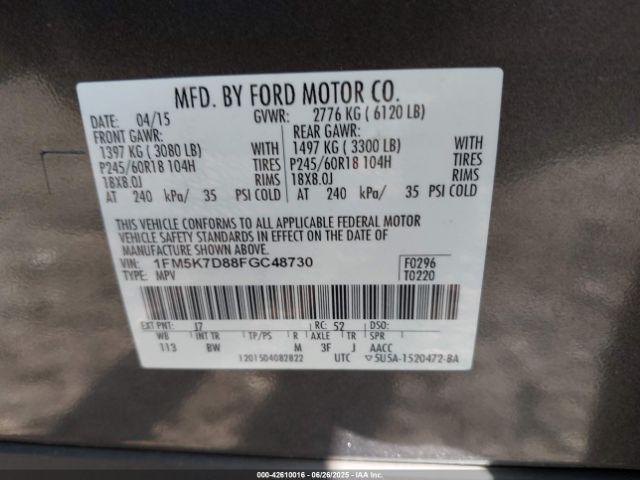 MFD. BY FORD MOTOR CO.
DATE: 04/15 GVWR: 2776 KG ( 6120 LB)
FRONT GAWR: REAR GAWR:
1397 KG ( 3080 LB) WITH 1497 KG ( 3300 LB) WITH
P245/60R18 104H TIRES P245/60R18 104H TIRES
18X8.0J RIMS 18X8.0J RIMS
AT 240 kPa/ 35 PSI COLD AT 240 kPa/ 35 PSI COLD
THIS VEHICLE CONFORMS TO ALL APPLICABLE FEDERAL MOTOR
VEHICLE SAFETY STANDARDS IN EFFECT ON THE DATE OF
MANUFACTURE SHOWN ABOVE.
VIN: 1FM5K7D88FGC48730 F0296
TYPE: MPV T0220
EXT PNT: J7 RC: 52 DSO:
WB INT TR TP/PS R AXLE TR SPR
113 BW M 3F J AACC
1201504082822 UTC ▽5U5A-1520472-BA
000-42610016 | 06/26/2025 | IAA Inc.